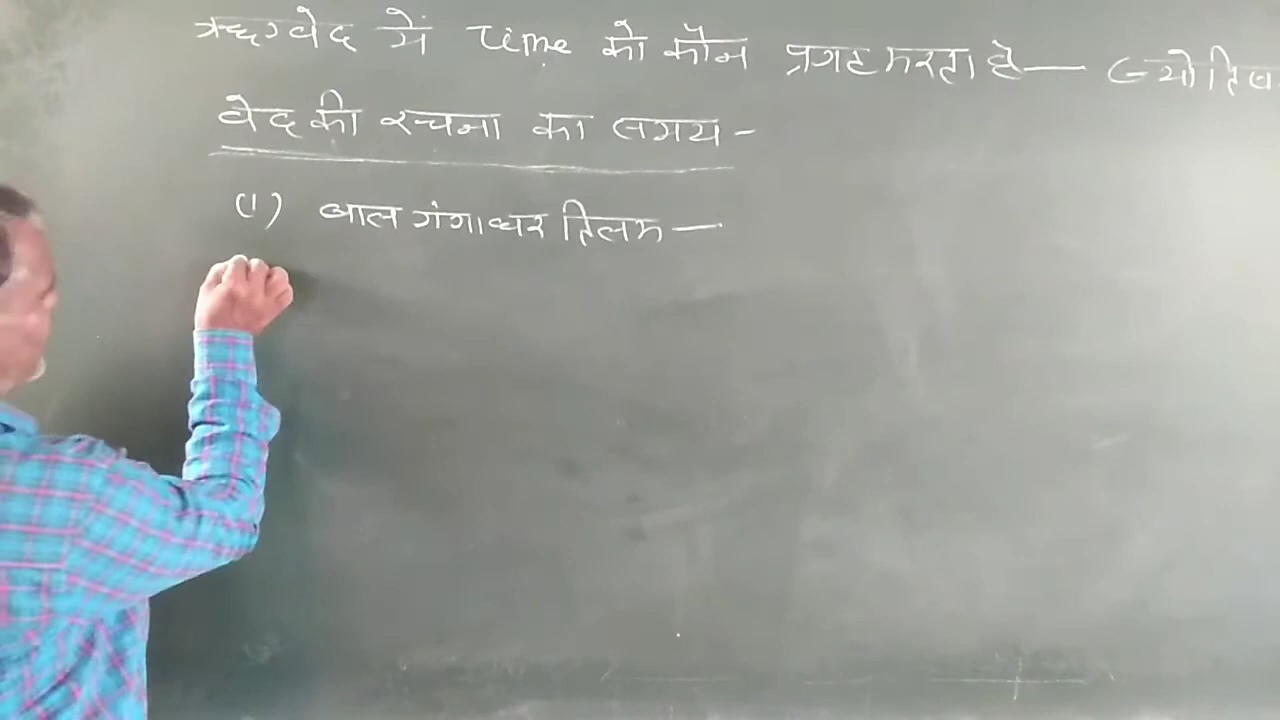 ऋग्वेद में Time को कौन प्रगट करता है — ज्योतिष
वेद की रचना का समय -
(1) बाल गंगाधर तिलक —